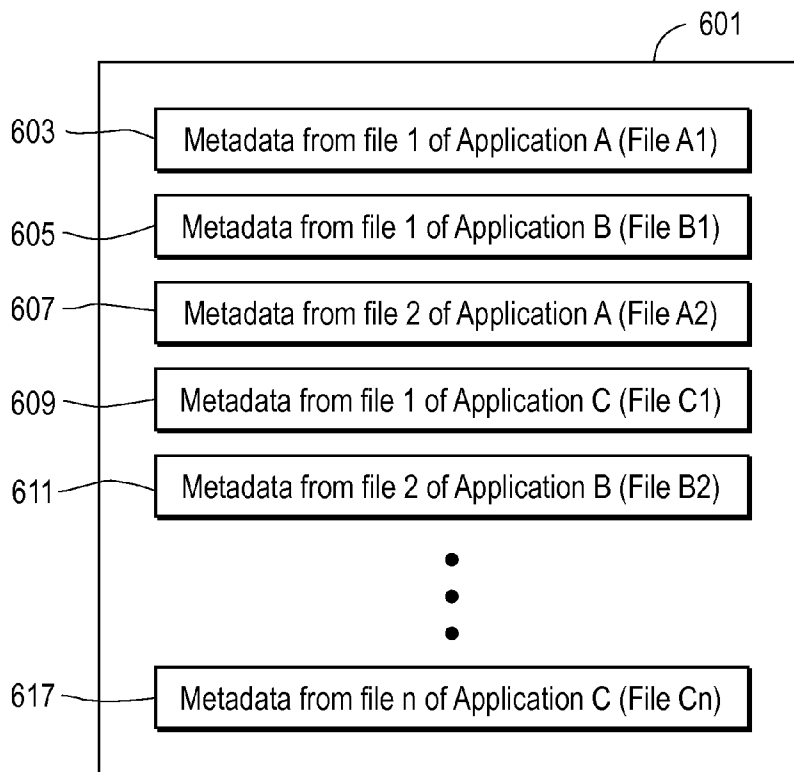 601
603 Metadata from file 1 of Application A (File A1)
605 Metadata from file 1 of Application B (File B1)
607 Metadata from file 2 of Application A (File A2)
609 Metadata from file 1 of Application C (File C1)
611 Metadata from file 2 of Application B (File B2)
617 Metadata from file n of Application C (File Cn)